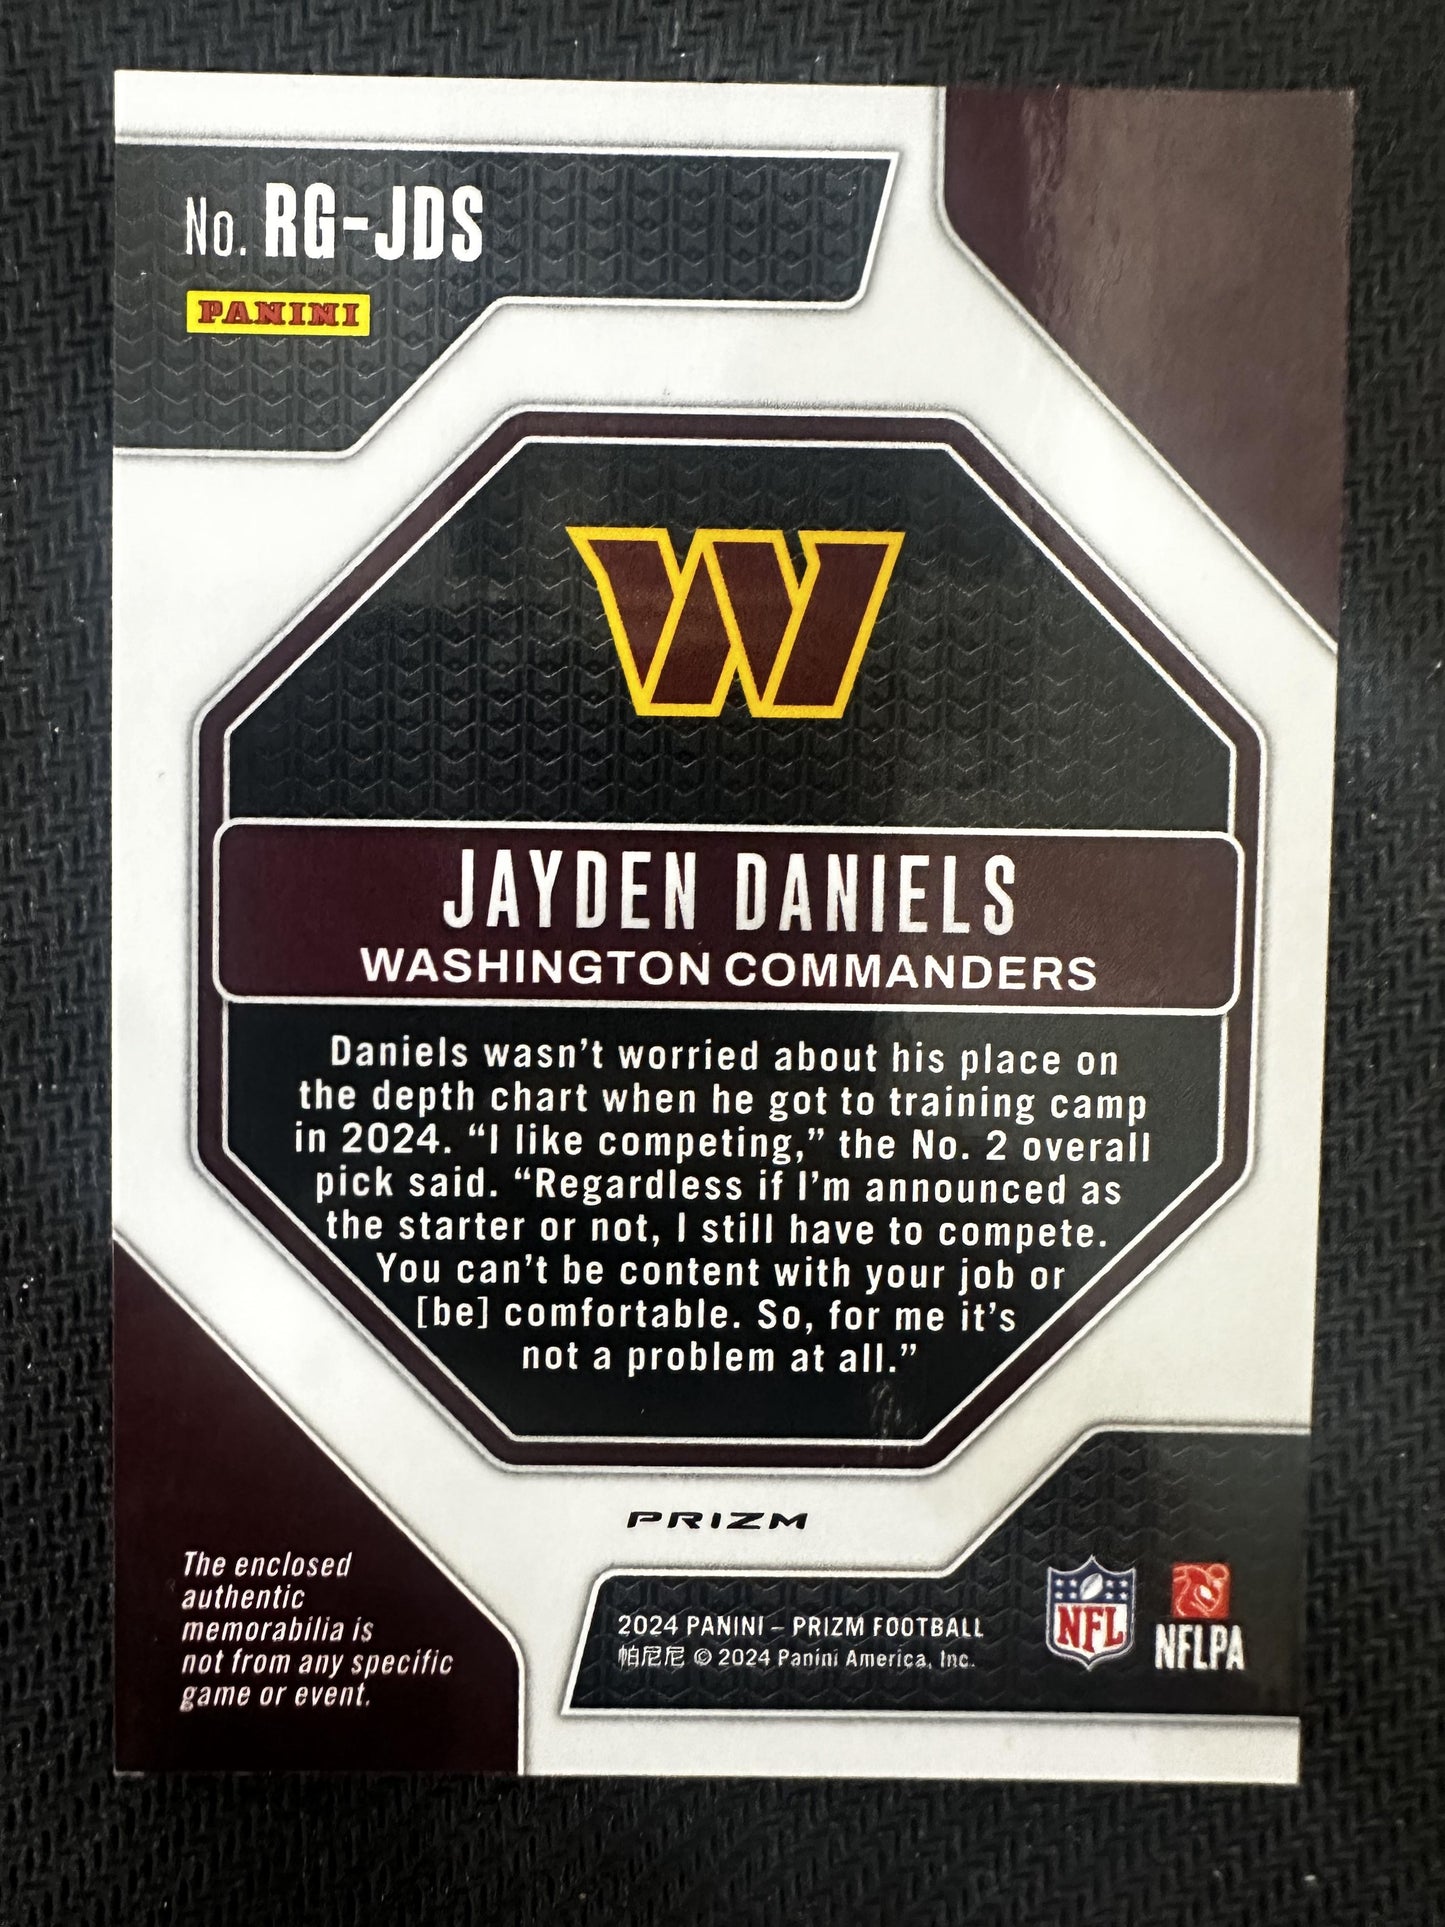 No. RG-JDS
PANINI
W
JAYDEN DANIELS
WASHINGTON COMMANDERS
Daniels wasn’t worried about his place on
the depth chart when he got to training camp
in 2024. “I like competing,” the No. 2 overall
pick said. “Regardless if I’m announced as
the starter or not, I still have to compete.
You can’t be content with your job or
[be] comfortable. So, for me it’s
not a problem at all.”
PRIZM
The enclosed
authentic
memorabilia is
not from any specific
game or event.
2024 PANINI – PRIZM FOOTBALL
帕尼尼 © 2024 Panini America, Inc.
NFL
NFLPA